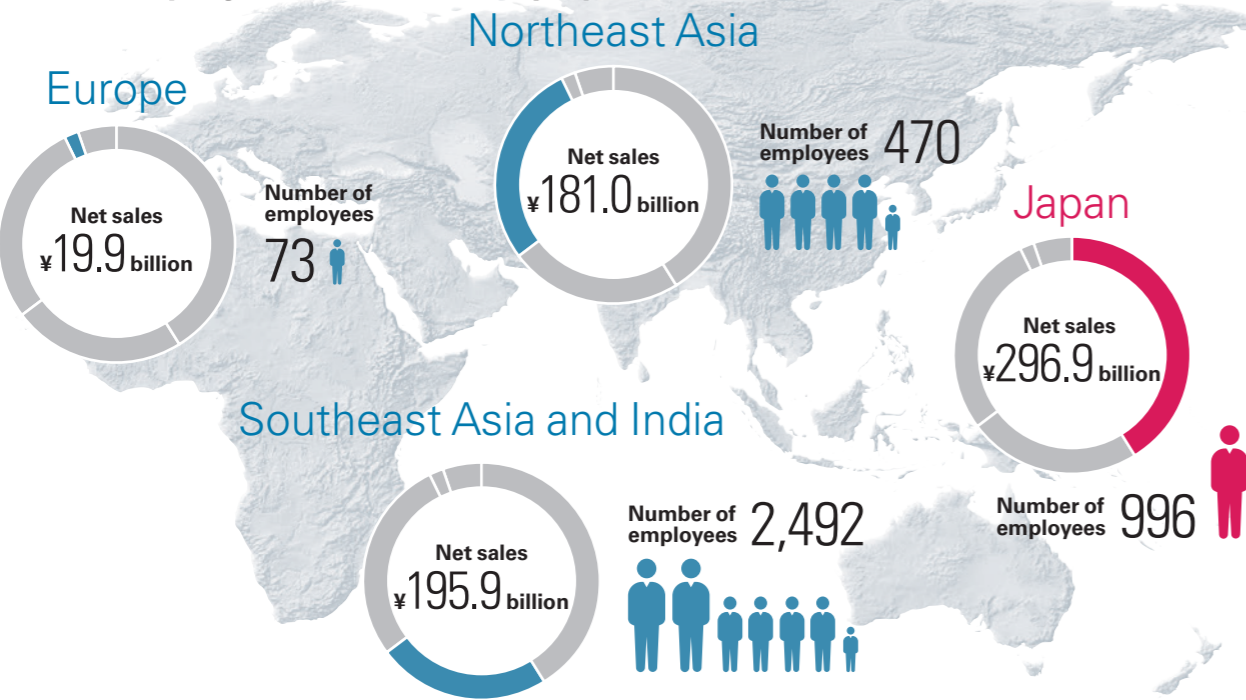 Northeast Asia
Net sales
¥181.0 billion
Number of
employees 470
Europe
Net sales
¥19.9 billion
Number of
employees
73
Japan
Net sales
¥296.9 billion
Number of
employees 996
Southeast Asia and India
Net sales
¥195.9 billion
Number of
employees 2,492